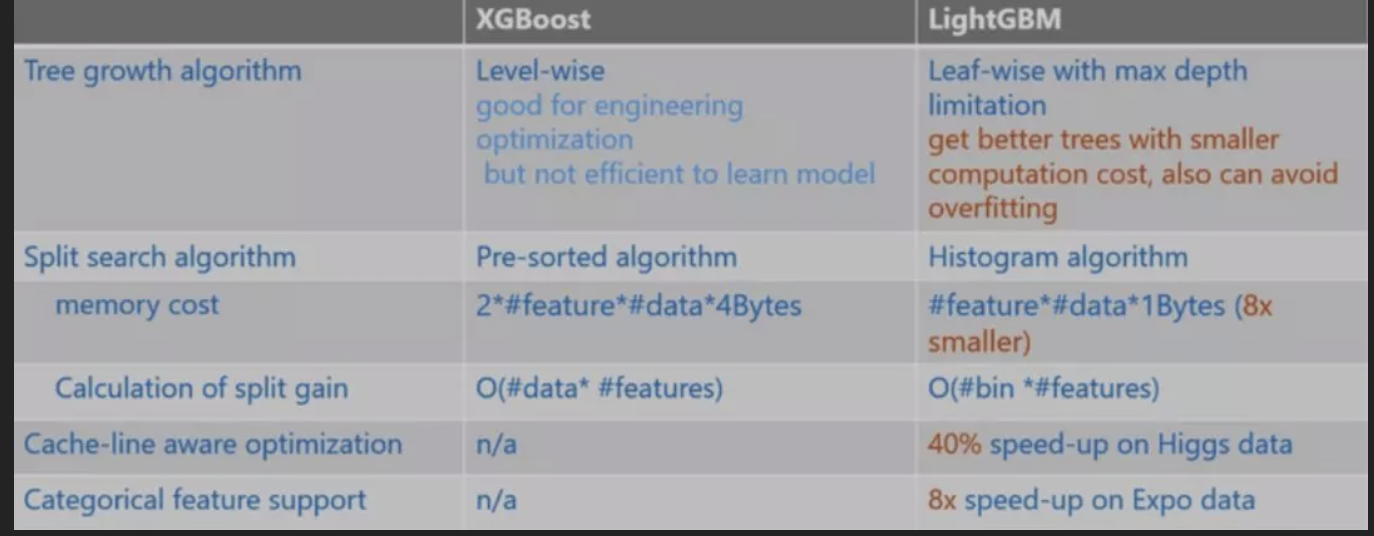 XGBoost
LightGBM
Tree growth algorithm
Level-wise
good for engineering
optimization
but not efficient to learn model
Leaf-wise with max depth
limitation
get better trees with smaller
computation cost, also can avoid
overfitting
Split search algorithm
Pre-sorted algorithm
Histogram algorithm
memory cost
2*#feature*#data*4Bytes
#feature*#data*1Bytes (8x
smaller)
Calculation of split gain
O(#data* #features)
O(#bin *#features)
Cache-line aware optimization
n/a
40% speed-up on Higgs data
Categorical feature support
n/a
8x speed-up on Expo data